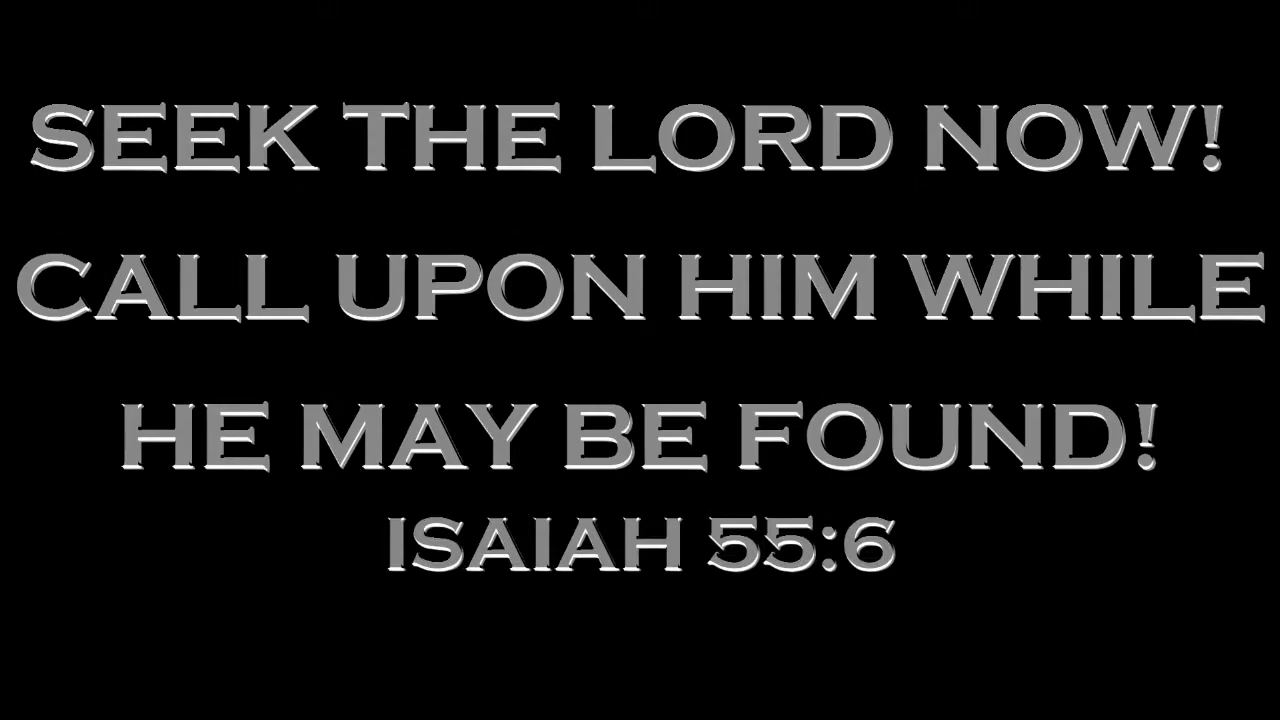 SEEK THE LORD NOW!
CALL UPON HIM WHILE
HE MAY BE FOUND!
ISAIAH 55:6